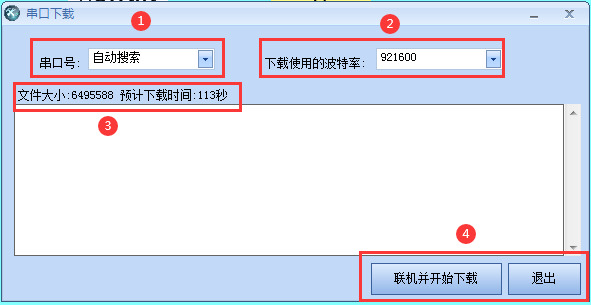 串口下载
1
2
串口号: 自动搜索
下载使用的波特率: 921600
文件大小:6495588 预计下载时间:113秒
3
4
联机并开始下载 退出